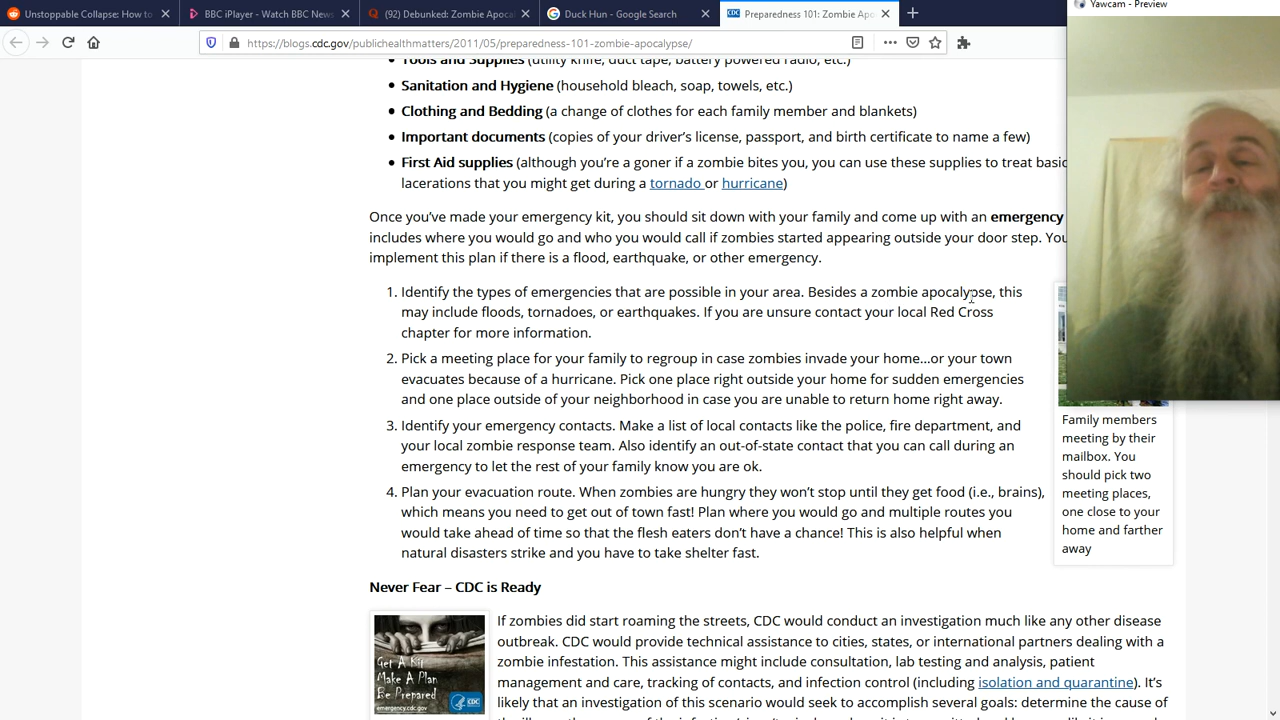 Unstoppable Collapse: How to
BBC iPlayer - Watch BBC News
(92) Debunked: Zombie Apocal
Duck Hun - Google Search
Preparedness 101: Zombie Apo
Yawcam - Preview
https://blogs.cdc.gov/publichealthmatters/2011/05/preparedness-101-zombie-apocalypse/
Tools and Supplies (utility knife, duct tape, battery powered radio, etc.)
Sanitation and Hygiene (household bleach, soap, towels, etc.)
Clothing and Bedding (a change of clothes for each family member and blankets)
Important documents (copies of your driver's license, passport, and birth certificate to name a few)
First Aid supplies (although you're a goner if a zombie bites you, you can use these supplies to treat basic
lacerations that you might get during a tornado or hurricane)
Once you've made your emergency kit, you should sit down with your family and come up with an emergency
includes where you would go and who you would call if zombies started appearing outside your door step. You
implement this plan if there is a flood, earthquake, or other emergency.
1. Identify the types of emergencies that are possible in your area. Besides a zombie apocalypse, this
may include floods, tornadoes, or earthquakes. If you are unsure contact your local Red Cross
chapter for more information.
2. Pick a meeting place for your family to regroup in case zombies invade your home…or your town
evacuates because of a hurricane. Pick one place right outside your home for sudden emergencies
and one place outside of your neighborhood in case you are unable to return home right away.
3. Identify your emergency contacts. Make a list of local contacts like the police, fire department, and
your local zombie response team. Also identify an out-of-state contact that you can call during an
emergency to let the rest of your family know you are ok.
4. Plan your evacuation route. When zombies are hungry they won't stop until they get food (i.e., brains),
which means you need to get out of town fast! Plan where you would go and multiple routes you
would take ahead of time so that the flesh eaters don't have a chance! This is also helpful when
natural disasters strike and you have to take shelter fast.
Family members
meeting by their
mailbox. You
should pick two
meeting places,
one close to your
home and farther
away
Never Fear – CDC is Ready
Get A Kit
Make A Plan
Be Prepared
emergency.cdc.gov
CDC
If zombies did start roaming the streets, CDC would conduct an investigation much like any other disease
outbreak. CDC would provide technical assistance to cities, states, or international partners dealing with a
zombie infestation. This assistance might include consultation, lab testing and analysis, patient
management and care, tracking of contacts, and infection control (including isolation and quarantine). It's
likely that an investigation of this scenario would seek to accomplish several goals: determine the cause of